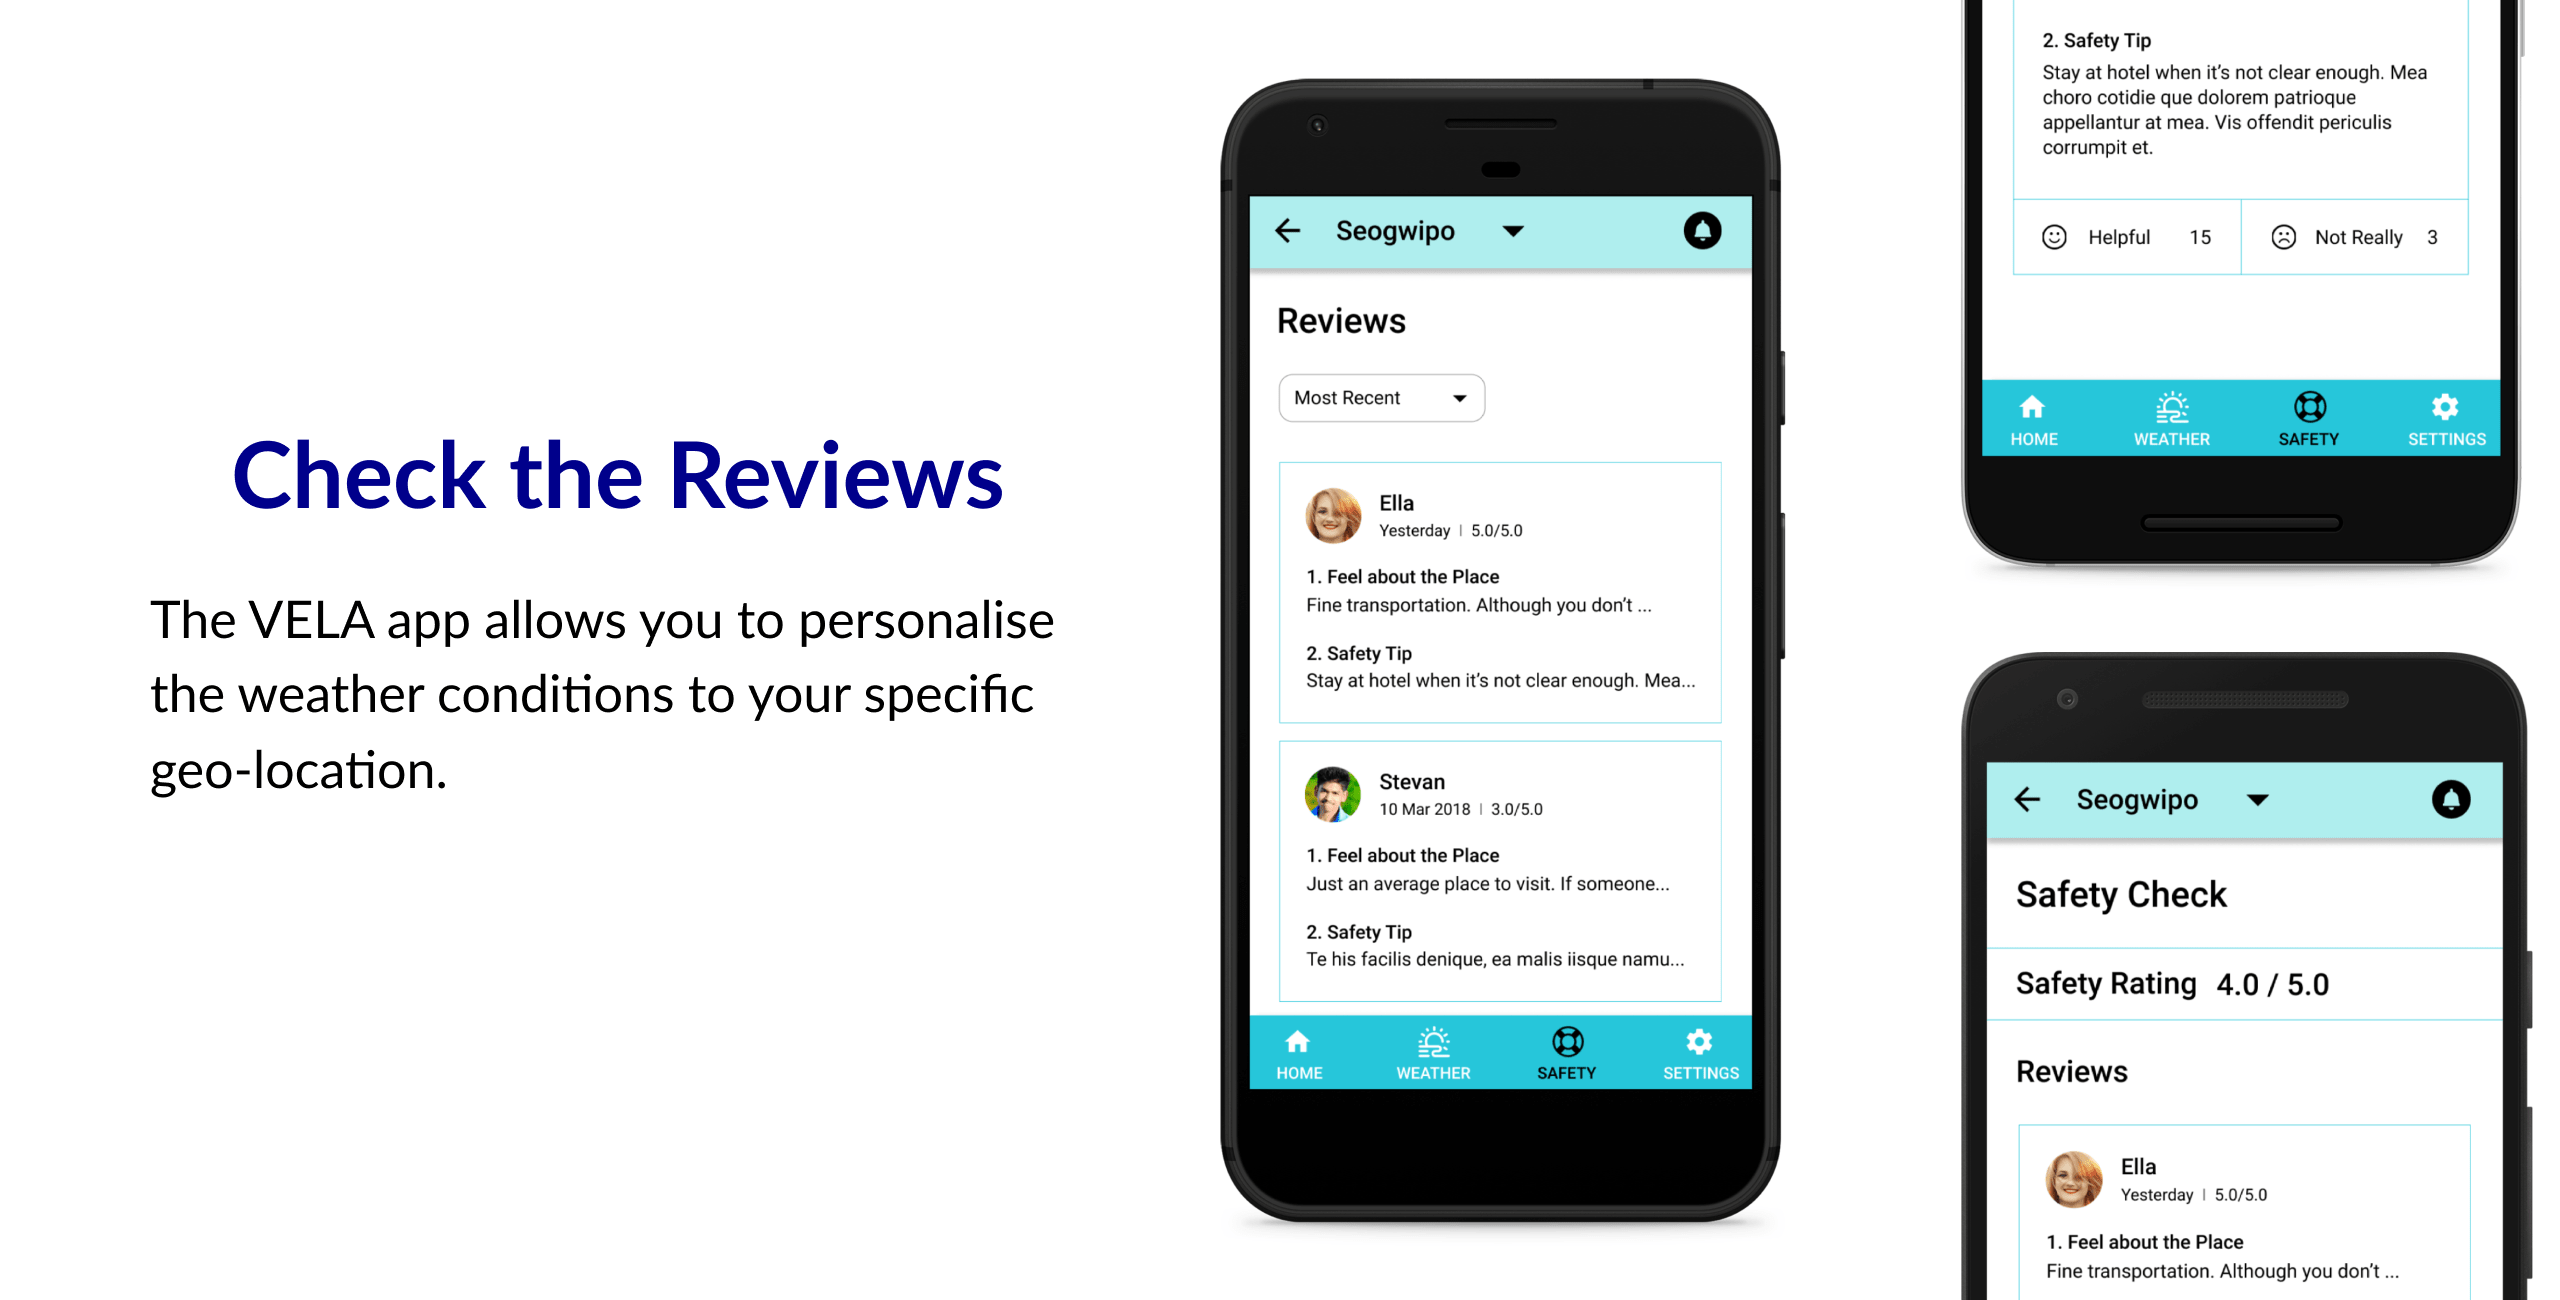 Check the Reviews
The VELA app allows you to personalise
the weather conditions to your specific
geo-location.
Seogwipo
Reviews
Most Recent
Ella
Yesterday | 5.0/5.0
1. Feel about the Place
Fine transportation. Although you don’t ...
2. Safety Tip
Stay at hotel when it’s not clear enough. Mea...
Stevan
10 Mar 2018 | 3.0/5.0
1. Feel about the Place
Just an average place to visit. If someone...
2. Safety Tip
Te his facilis denique, ea malis iisque namu...
HOME WEATHER SAFETY SETTINGS
2. Safety Tip
Stay at hotel when it’s not clear enough. Mea
choro cotidie que dolorem patrioque
appellantur at mea. Vis offendit periculis
corrumpit et.
Helpful 15 Not Really 3
HOME WEATHER SAFETY SETTINGS
Seogwipo
Safety Check
Safety Rating 4.0 / 5.0
Reviews
Ella
Yesterday | 5.0/5.0
1. Feel about the Place
Fine transportation. Although you don’t ...